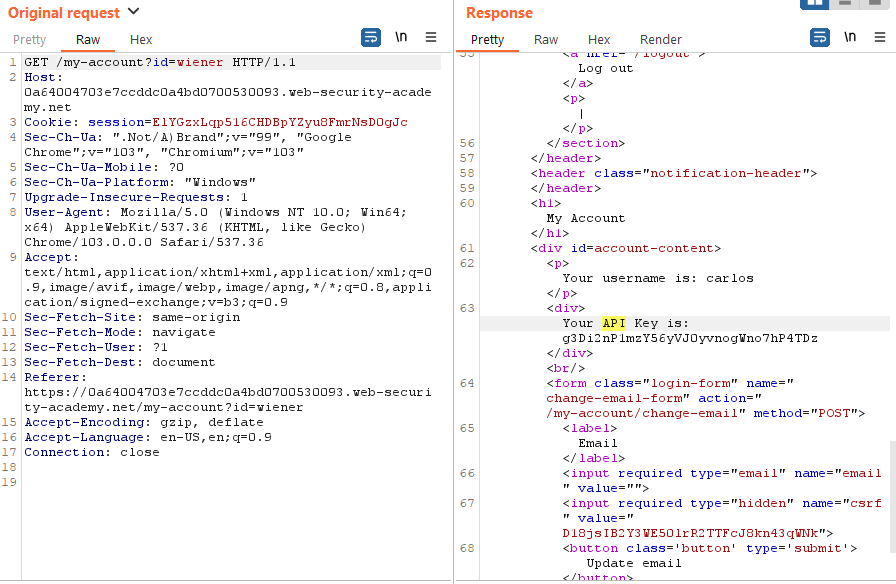 Original request
Pretty Raw Hex
\n
1 GET /my-account?id=wiener HTTP/1.1
2 Host:
0a64004703e7ccddc0a4bd0700530093.web-security-acade
my.net
3 Cookie: session=ElYGzxLqp516CHDBpYZyu8FmrNsDOgJc
4 Sec-Ch-Ua: ".Not/A)Brand";v="99", "Google
Chrome";v="103", "Chromium";v="103"
5 Sec-Ch-Ua-Mobile: ?0
6 Sec-Ch-Ua-Platform: "Windows"
7 Upgrade-Insecure-Requests: 1
8 User-Agent: Mozilla/5.0 (Windows NT 10.0; Win64;
x64) AppleWebKit/537.36 (KHTML, like Gecko)
Chrome/103.0.0.0 Safari/537.36
9 Accept:
text/html,application/xhtml+xml,application/xml;q=0
.9,image/avif,image/webp,image/apng,*/*;q=0.8,appli
cation/signed-exchange;v=b3;q=0.9
10 Sec-Fetch-Site: same-origin
11 Sec-Fetch-Mode: navigate
12 Sec-Fetch-User: ?1
13 Sec-Fetch-Dest: document
14 Referer:
https://0a64004703e7ccddc0a4bd0700530093.web-securi
ty-academy.net/my-account?id=wiener
15 Accept-Encoding: gzip, deflate
16 Accept-Language: en-US,en;q=0.9
17 Connection: close
18
19
Response
Pretty Raw Hex Render
\n
55 <a href="/logout">
Log out
</a>
<p>
|
</p>
56 </section>
57 </header>
58 <header class="notification-header">
59 </header>
60 <h1>
My Account
</h1>
61 <div id=account-content>
62 <p>
Your username is: carlos
</p>
63 <div>
Your API Key is:
g3Di2nP1mzY56yVJ0yvnogWno7hP4TDz
</div>
<br/>
64 <form class="login-form" name="
change-email-form" action="
/my-account/change-email" method="POST">
65 <label>
Email
</label>
66 <input required type="email" name="email
" value="">
67 <input required type="hidden" name="csrf
" value="
D18jsIB2Y3WE50lrR2TTFcJ8kn43qWNk">
68 <button class='button' type='submit'>
Update email
</button>